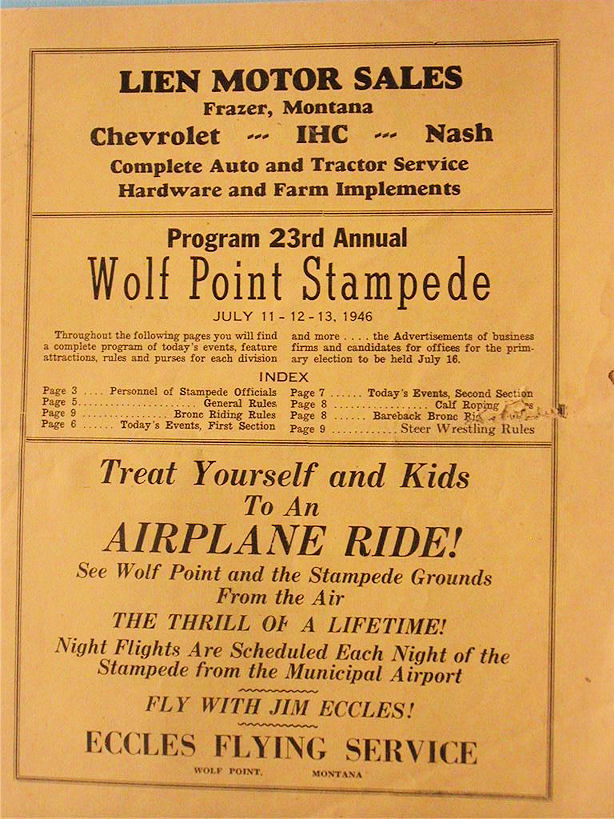 LIEN MOTOR SALES
Frazer, Montana
Chevrolet --- IHC --- Nash
Complete Auto and Tractor Service
Hardware and Farm Implements
Program 23rd Annual
Wolf Point Stampede
JULY 11 - 12 - 13, 1946
Throughout the following pages you will find
a complete program of today's events, feature
attractions, rules and purses for each division
and more . . . . the Advertisements of business
firms and candidates for offices for the prim-
ary election to be held July 16.
INDEX
Page 3 .... Personnel of Stampede Officials
Page 5......................General Rules
Page 9 ................ Bronc Riding Rules
Page 6 ....... Today's Events, First Section
Page 7 ...... Today's Events, Second Section
Page 8 ...................Calf Roping
Page 8 ....... Bareback Bronc
Page 9 ............Steer Wrestling Rules
Treat Yourself and Kids
To An
AIRPLANE RIDE!
See Wolf Point and the Stampede Grounds
From the Air
THE THRILL OF A LIFETIME!
Night Flights Are Scheduled Each Night of the
Stampede from the Municipal Airport
FLY WITH JIM ECCLES!
ECCLES FLYING SERVICE
WOLF POINT, MONTANA